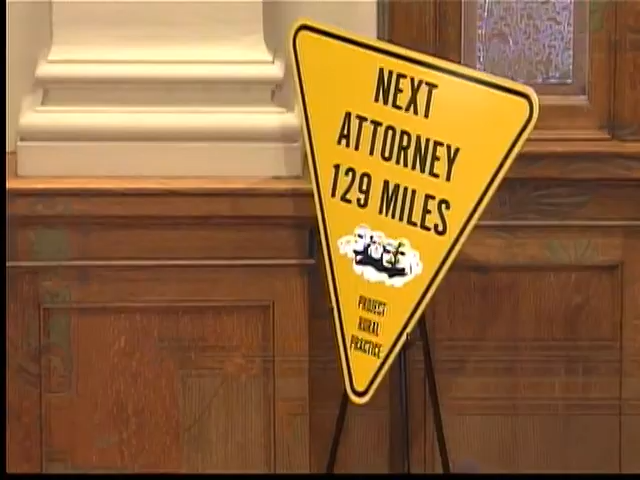 NEXT
ATTORNEY
129 MILES
PROJECT
RURAL
PRACTICE